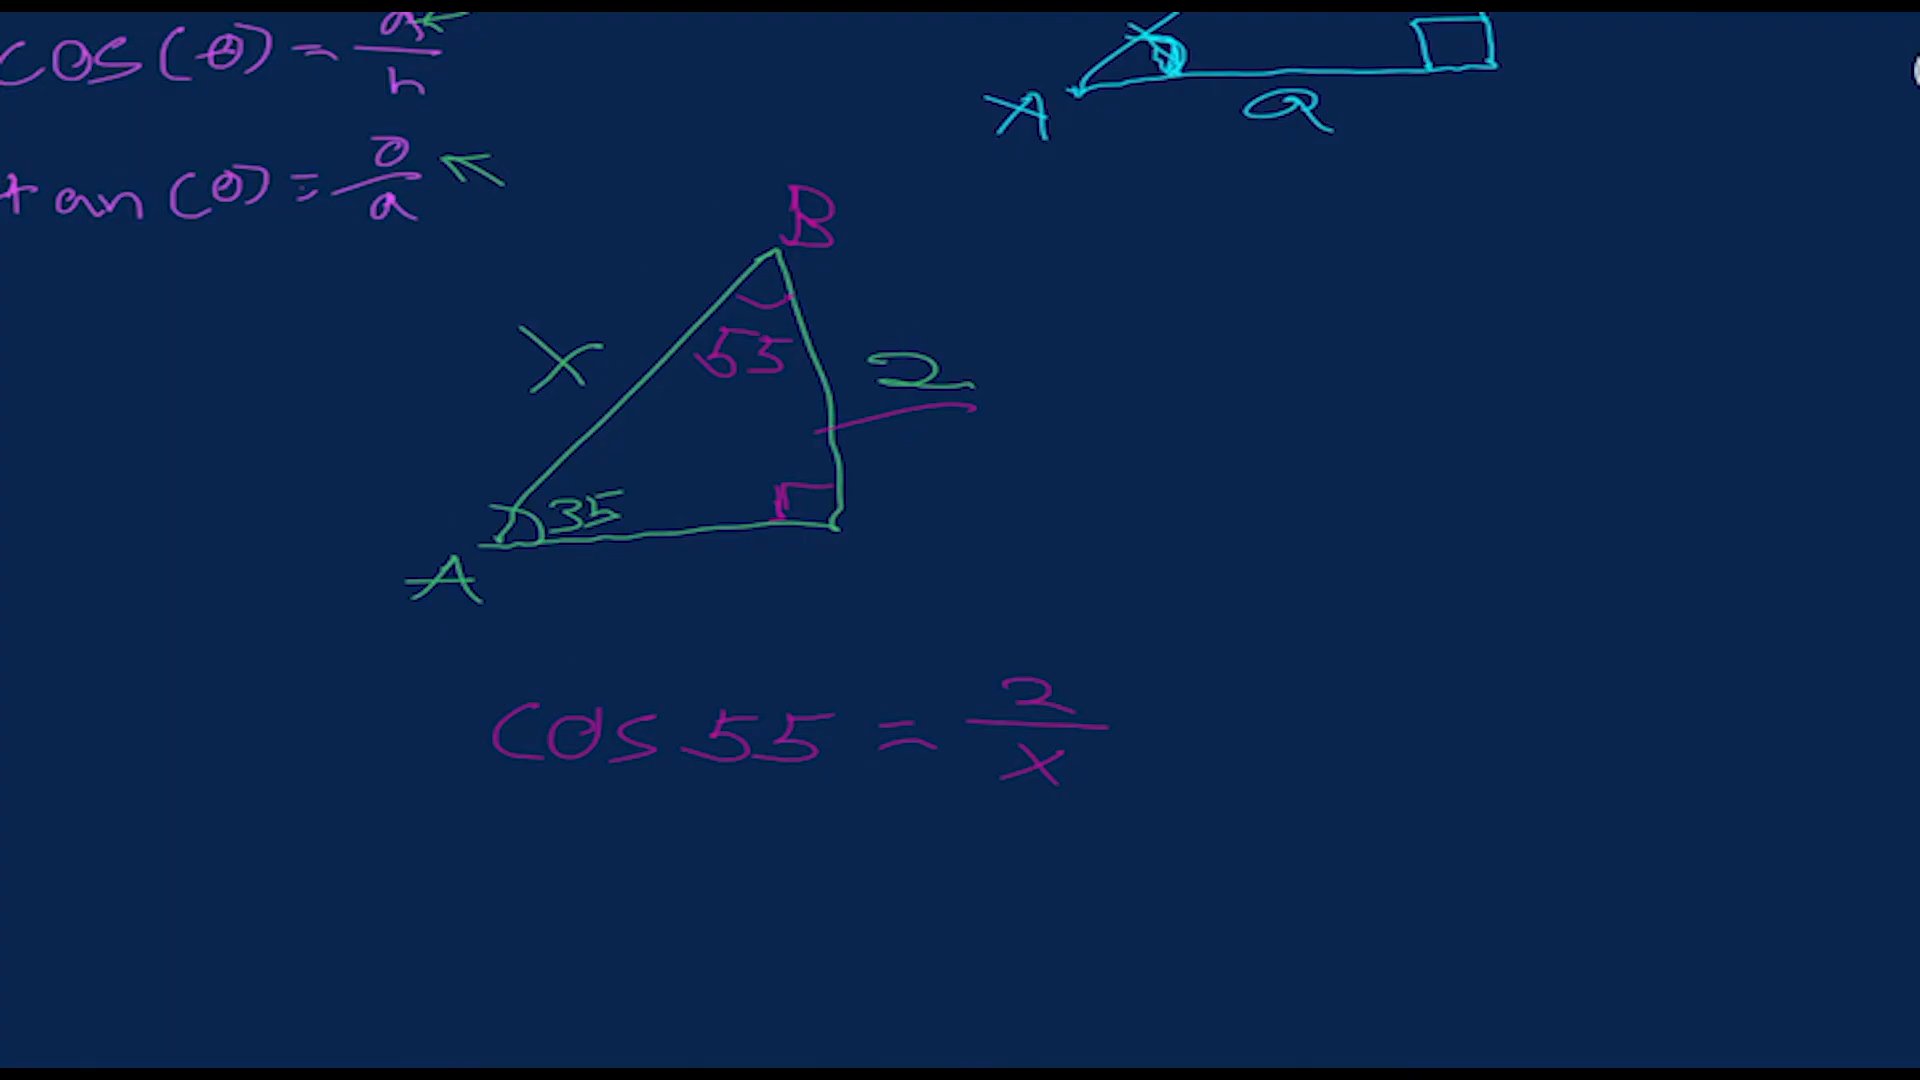 cos(θ) = a/h
A
a
tan(θ) = o/a
B
x
55
2
35
A
cos 55 = 2/x